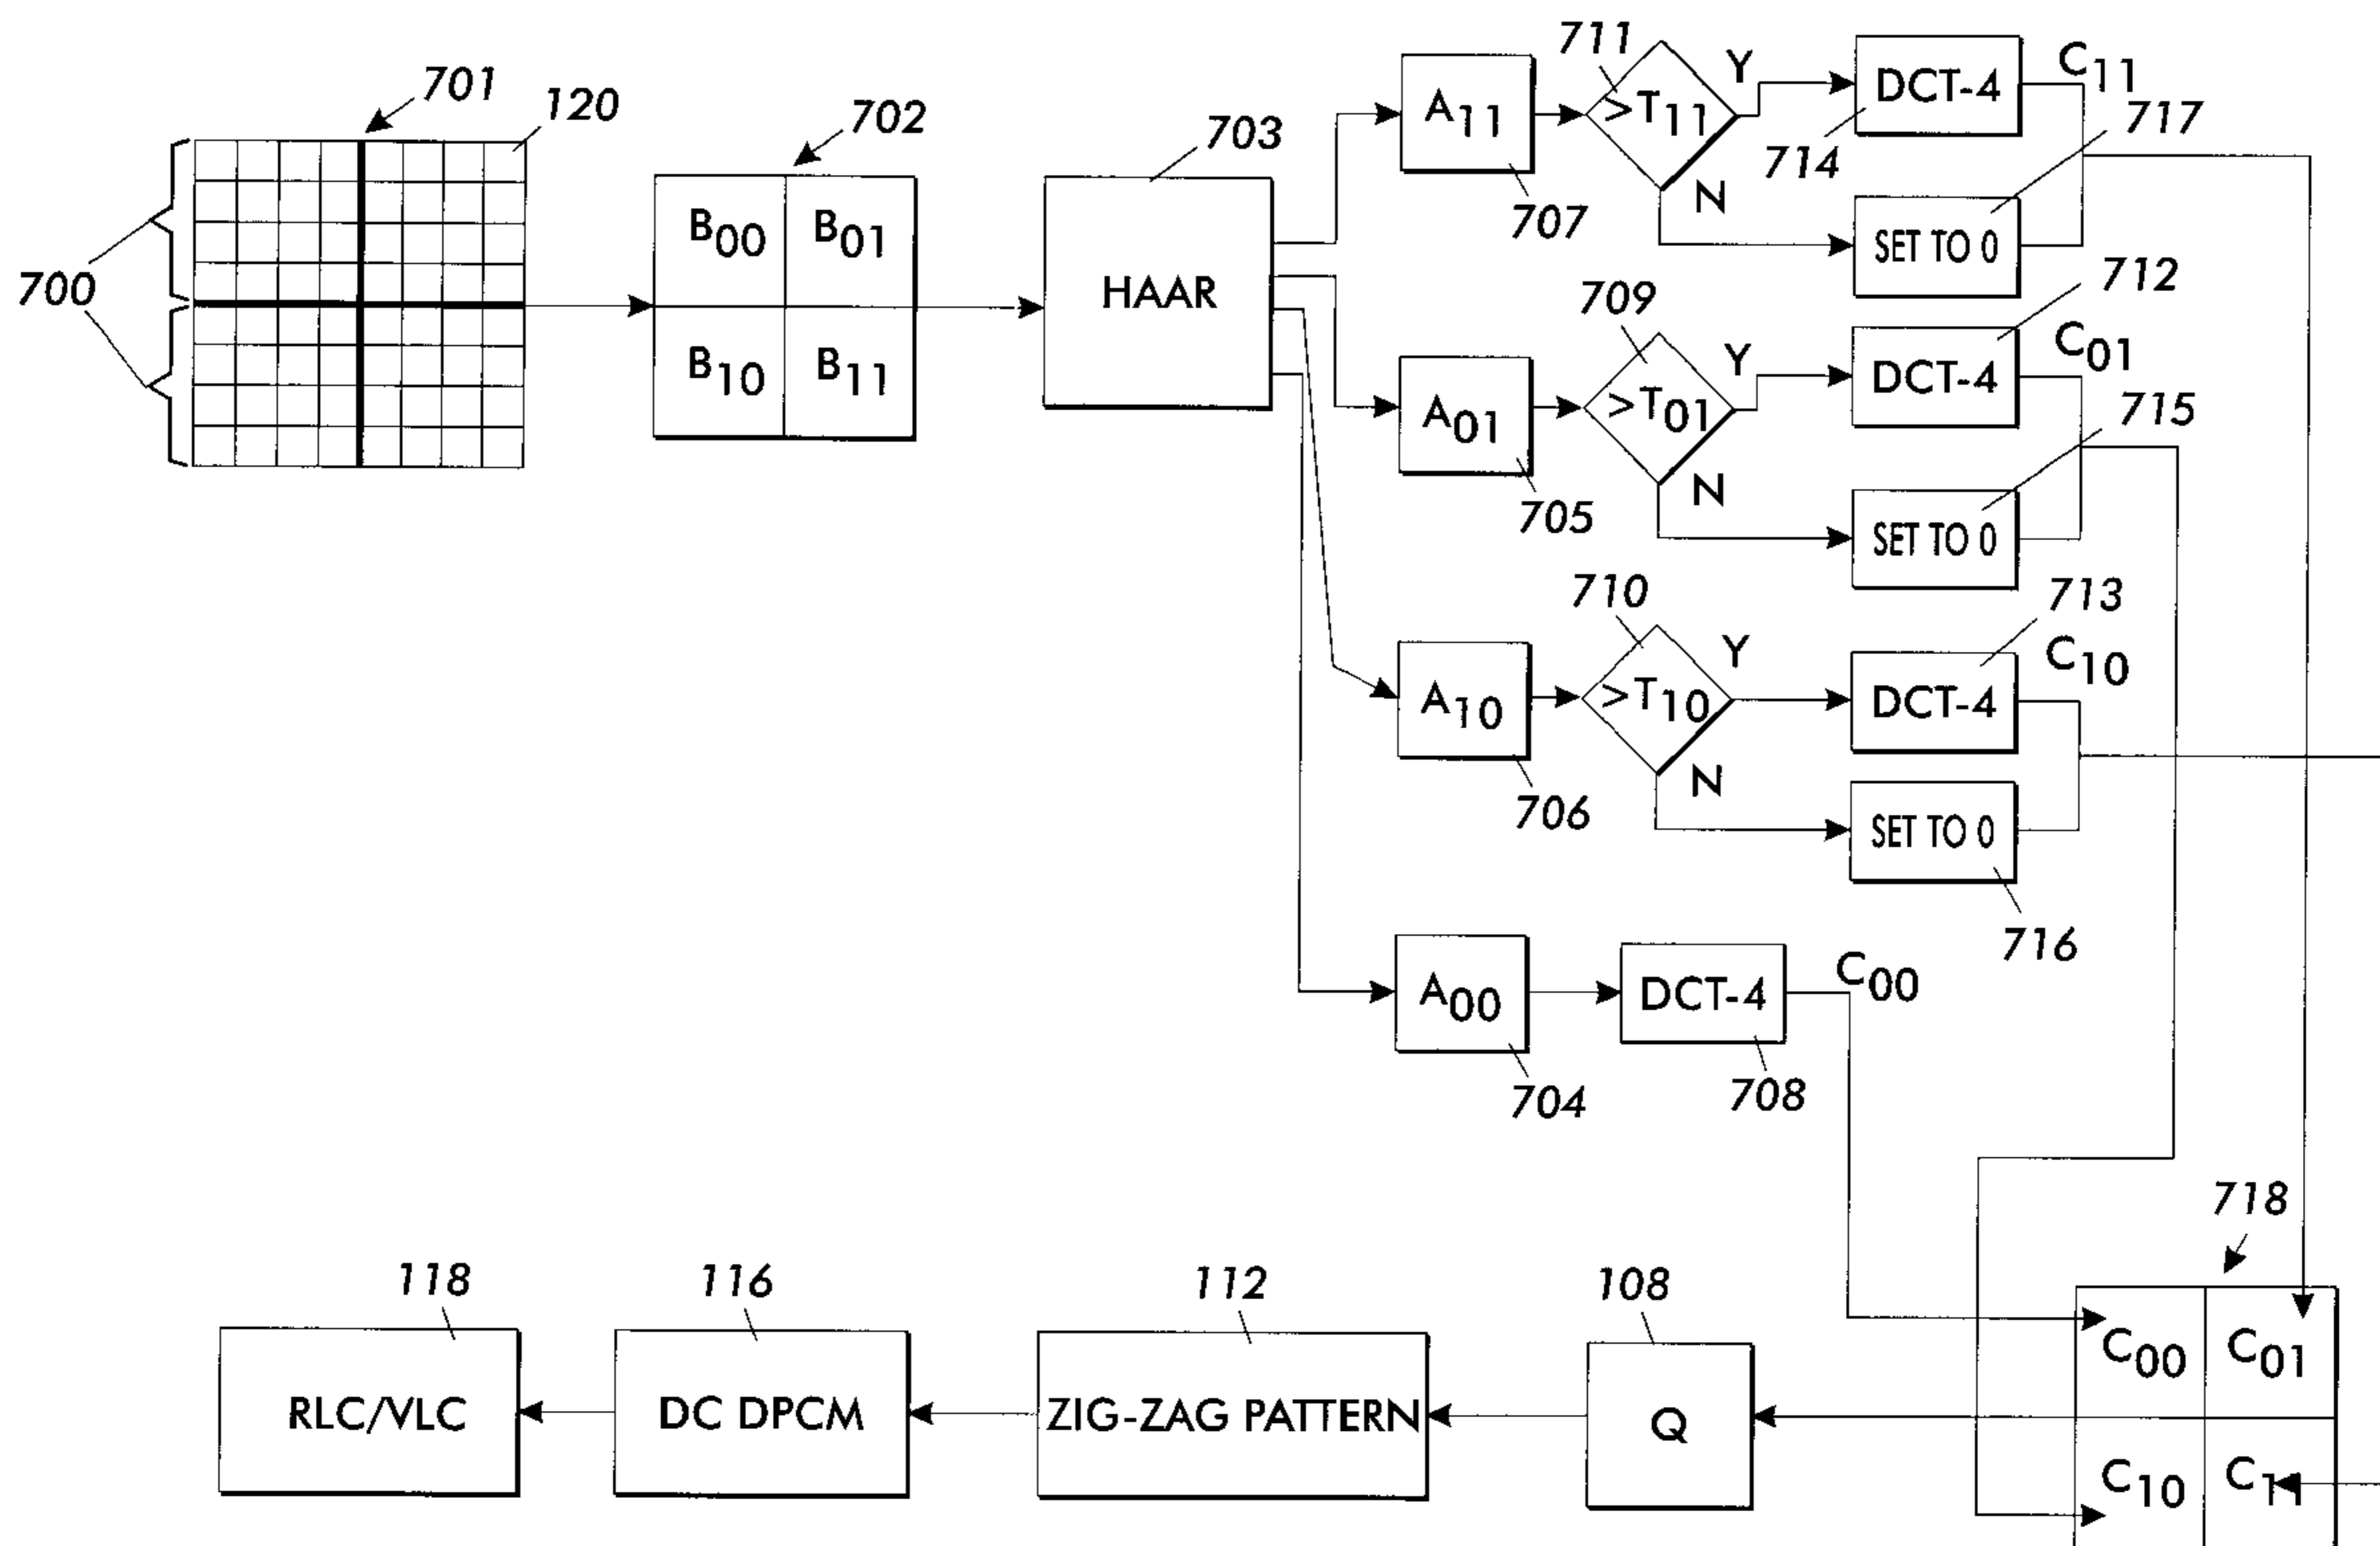 701
120
700
702
B00 B01
B10 B11
703
HAAR
A11
707
711
>T11
Y
N
DCT-4
714
C11
717
SET TO 0
A01
705
709
>T01
Y
N
DCT-4
712
C01
715
SET TO 0
A10
706
710
>T10
Y
N
DCT-4
713
C10
SET TO 0
716
A00
704
DCT-4
708
C00
718
C00 C01
C10 C11
108
Q
112
ZIG-ZAG PATTERN
116
DC DPCM
118
RLC/VLC